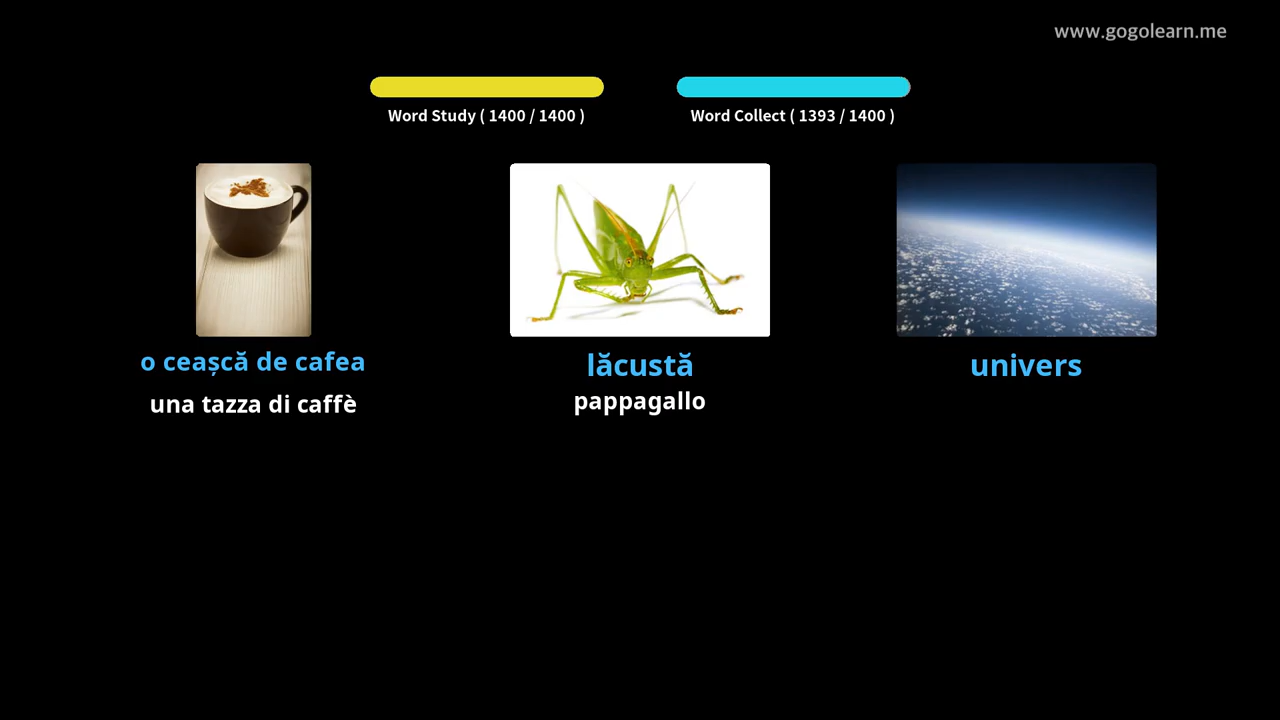 www.gogolearn.me
Word Study ( 1400 / 1400 )
Word Collect ( 1393 / 1400 )
o ceașcă de cafea
una tazza di caffè
lăcustă
pappagallo
univers